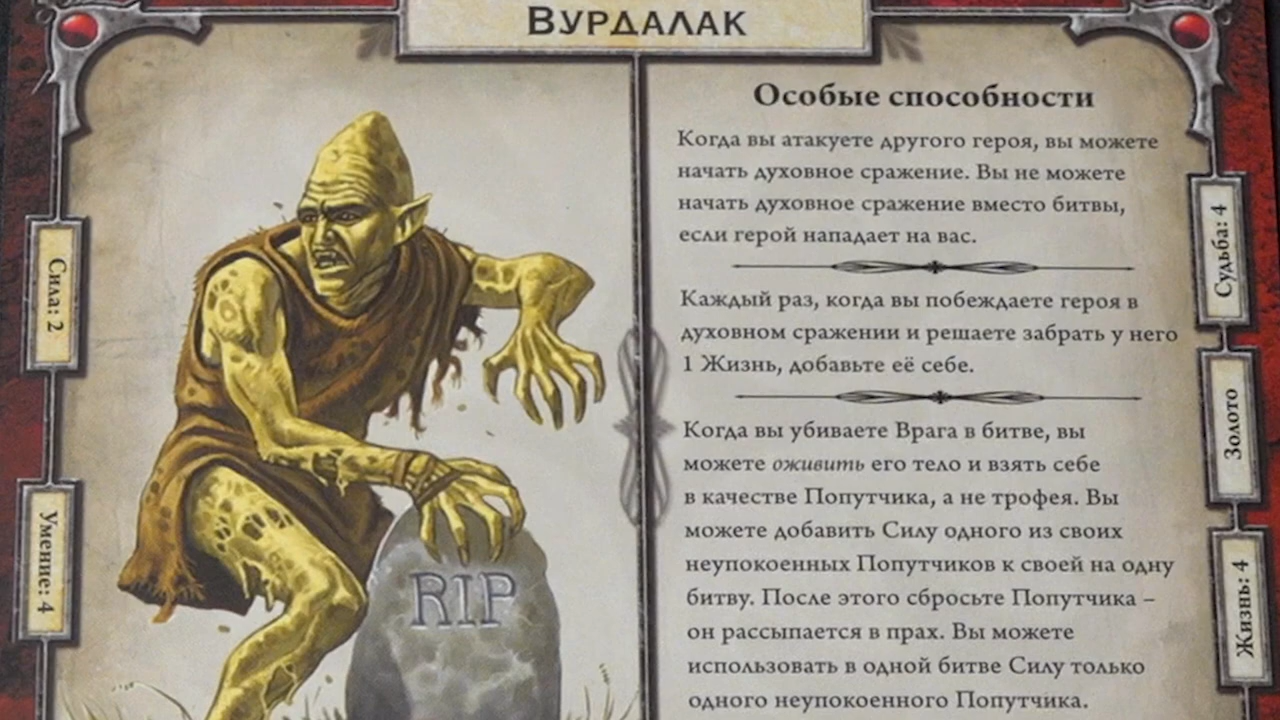 Вурдалак
Сила: 2
Умение: 4
RIP
Особые способности
Когда вы атакуете другого героя, вы можете
начать духовное сражение. Вы не можете
начать духовное сражение вместо битвы,
если герой нападает на вас.
Каждый раз, когда вы побеждаете героя в
духовном сражении и решаете забрать у него
1 Жизнь, добавьте её себе.
Когда вы убиваете Врага в битве, вы
можете оживить его тело и взять себе
в качестве Попутчика, а не трофея. Вы
можете добавить Силу одного из своих
неупокоенных Попутчиков к своей на одну
битву. После этого сбросьте Попутчика –
он рассыпается в прах. Вы можете
использовать в одной битве Силу только
одного неупокоенного Попутчика.
Судьба: 4
Золото
Жизнь: 4